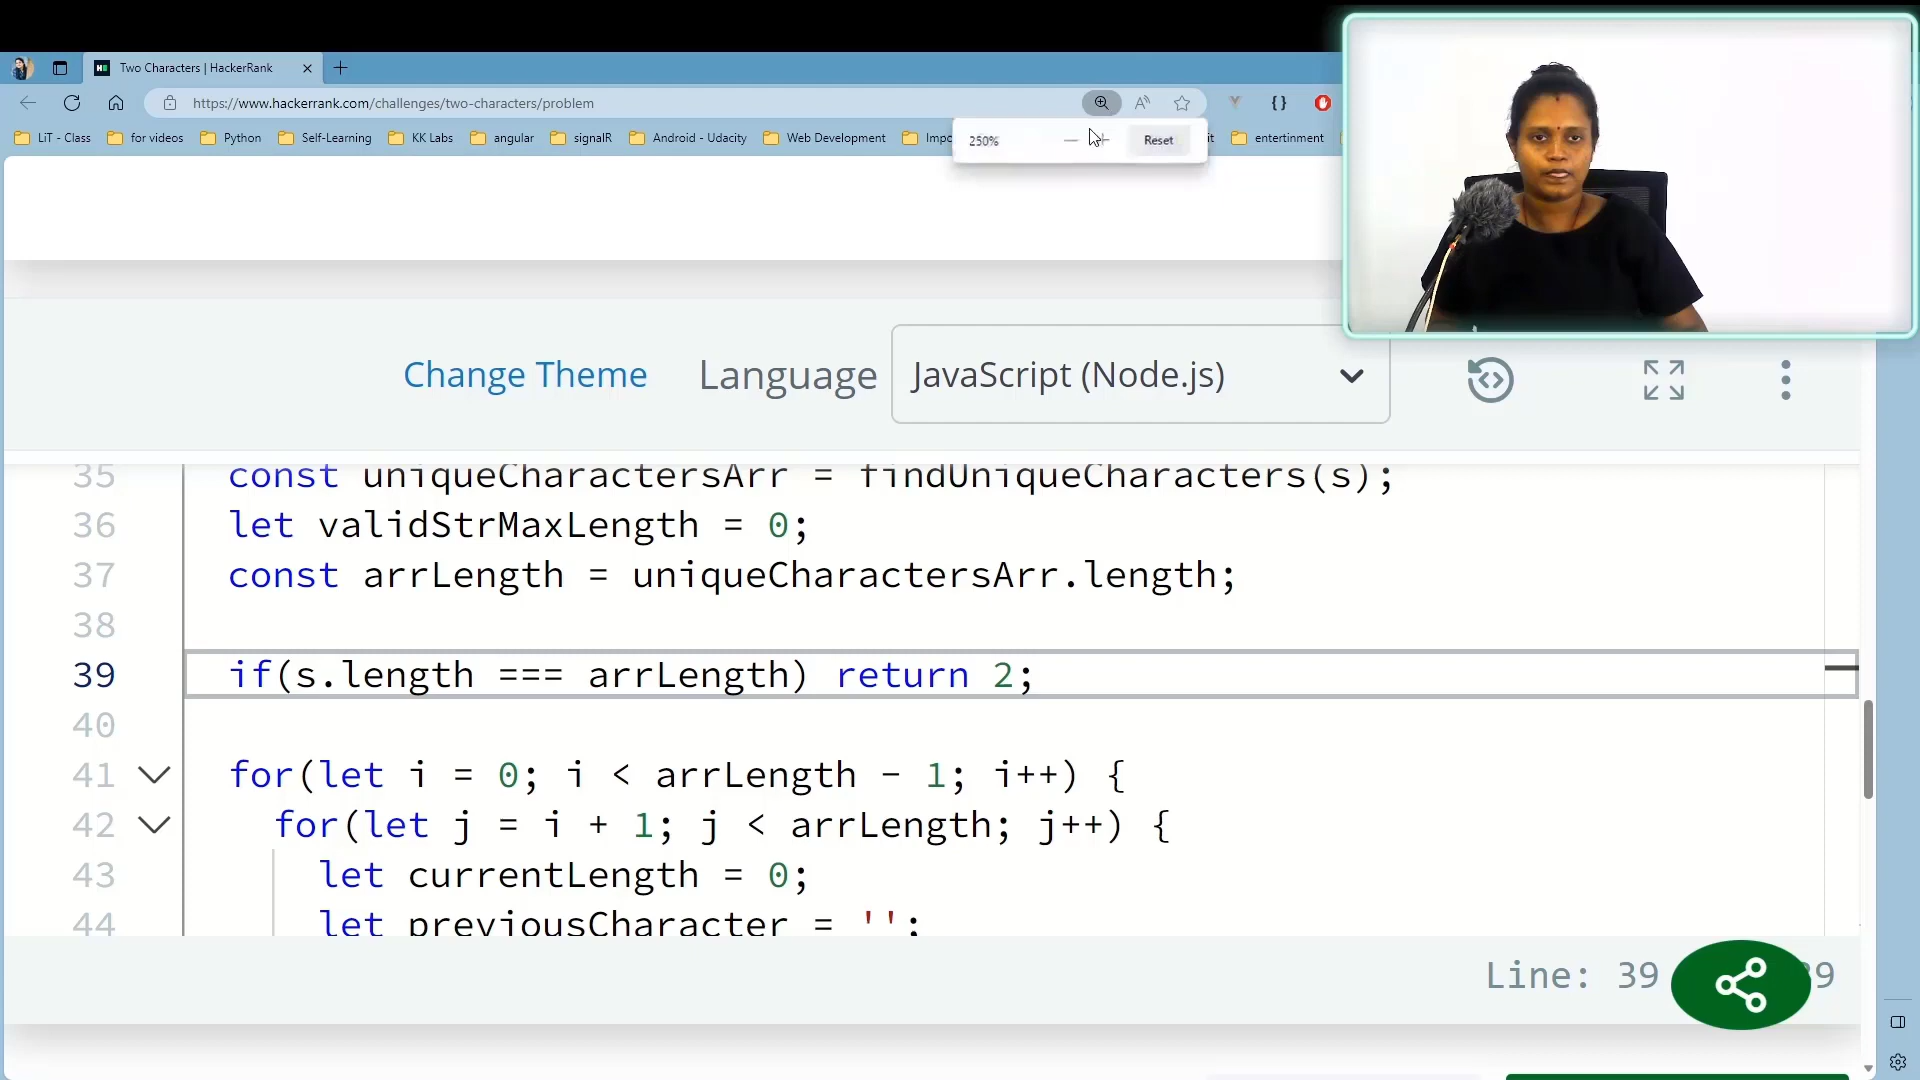 Two Characters | HackerRank
https://www.hackerrank.com/challenges/two-characters/problem
LiT - Class for videos Python Self-Learning KK Labs angular signalR Android - Udacity Web Development Impo it entertinment
250% Reset
Change Theme Language JavaScript (Node.js)
35 const uniqueCharactersArr = findUniqueCharacters(s);
36 let validStrMaxLength = 0;
37 const arrLength = uniqueCharactersArr.length;
38
39 if(s.length === arrLength) return 2;
40
41 for(let i = 0; i < arrLength - 1; i++) {
42 for(let j = i + 1; j < arrLength; j++) {
43 let currentLength = 0;
44 let previousCharacter = '';
Line: 39 39